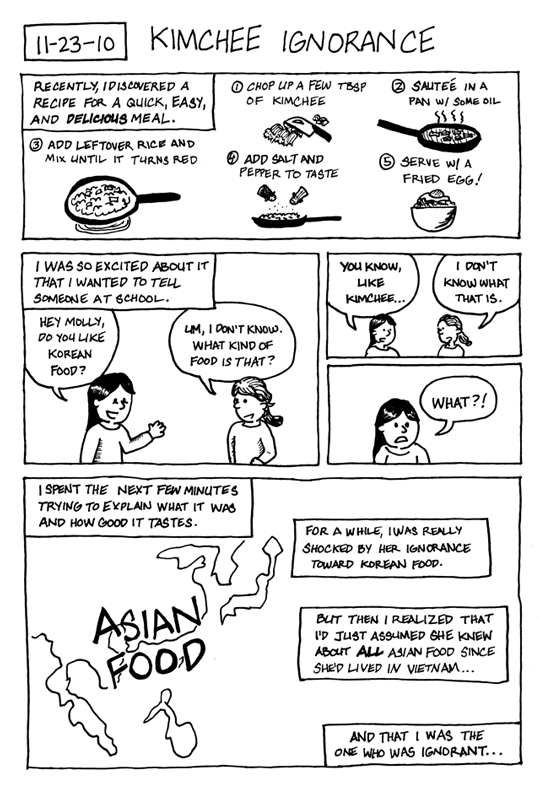 11-23-10
KIMCHEE IGNORANCE
RECENTLY, I DISCOVERED A
RECIPE FOR A QUICK, EASY,
AND DELICIOUS MEAL.
① CHOP UP A FEW TBSP
OF KIMCHEE
② SAUTEÉ IN A
PAN W/ SOME OIL
③ ADD LEFTOVER RICE AND
MIX UNTIL IT TURNS RED
④ ADD SALT AND
PEPPER TO TASTE
⑤ SERVE W/ A
FRIED EGG!
I WAS SO EXCITED ABOUT IT
THAT I WANTED TO TELL
SOMEONE AT SCHOOL.
HEY MOLLY,
DO YOU LIKE
KOREAN
FOOD?
UM, I DON'T KNOW.
WHAT KIND OF
FOOD IS THAT?
YOU KNOW,
LIKE
KIMCHEE...
I DON'T
KNOW WHAT
THAT IS.
WHAT?!
I SPENT THE NEXT FEW MINUTES
TRYING TO EXPLAIN WHAT IT WAS
AND HOW GOOD IT TASTES.
ASIAN
FOOD
FOR A WHILE, I WAS REALLY
SHOCKED BY HER IGNORANCE
TOWARD KOREAN FOOD.
BUT THEN I REALIZED THAT
I'D JUST ASSUMED SHE KNEW
ABOUT ALL ASIAN FOOD SINCE
SHE'D LIVED IN VIETNAM...
AND THAT I WAS THE
ONE WHO WAS IGNORANT...